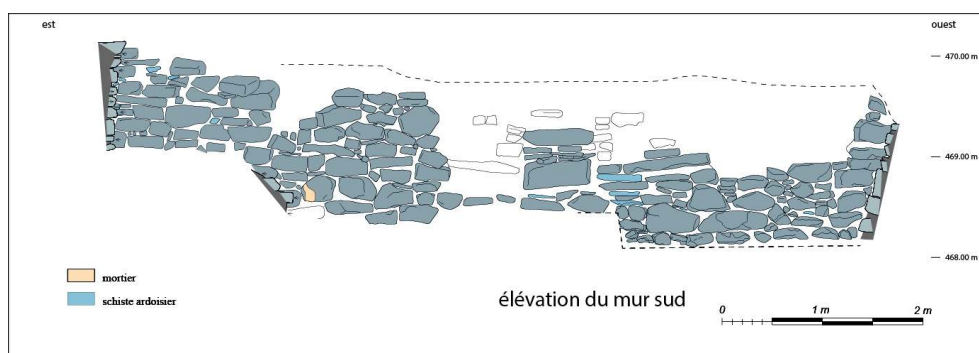 est
ouest
470.00 m
469.00 m
468.00 m
mortier
schiste ardoisier
élévation du mur sud
0 1 m 2 m